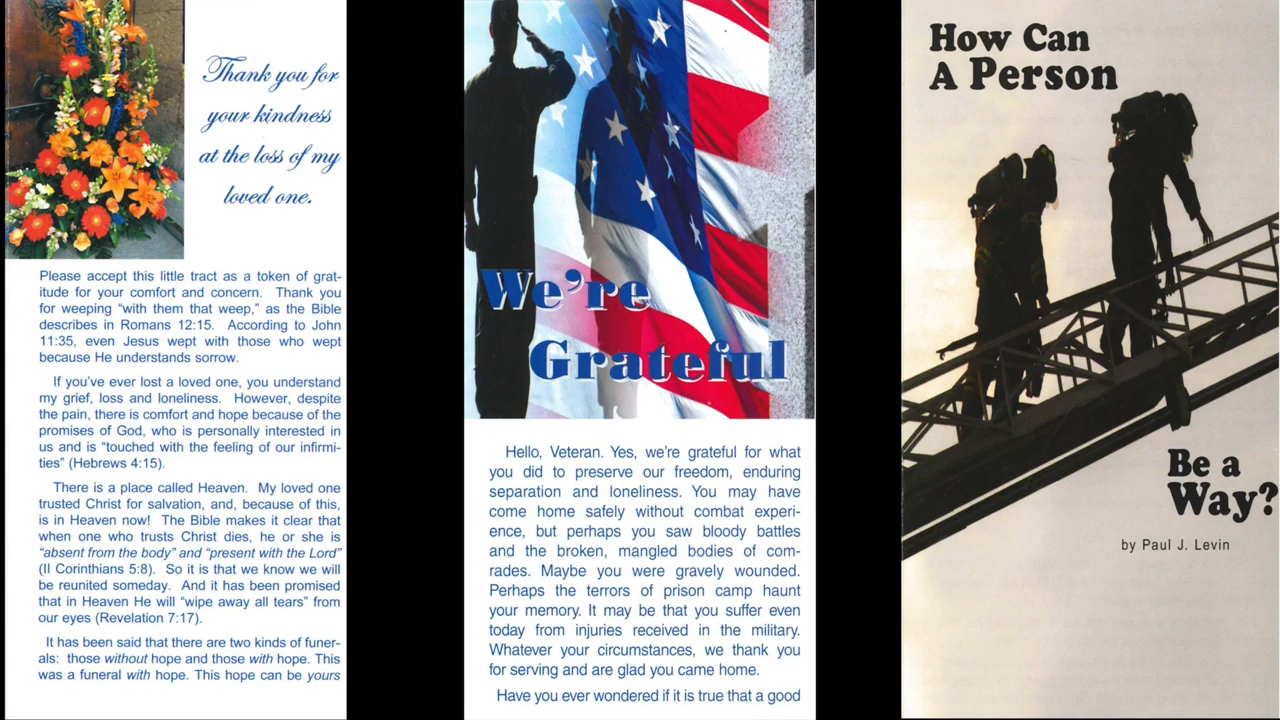 Thank you for
your kindness
at the loss of my
loved one.
Please accept this little tract as a token of grat-
itude for your comfort and concern. Thank you
for weeping “with them that weep,” as the Bible
describes in Romans 12:15. According to John
11:35, even Jesus wept with those who wept
because He understands sorrow.
If you’ve ever lost a loved one, you understand
my grief, loss and loneliness. However, despite
the pain, there is comfort and hope because of the
promises of God, who is personally interested in
us and is “touched with the feeling of our infirmi-
ties” (Hebrews 4:15).
There is a place called Heaven. My loved one
trusted Christ for salvation, and, because of this,
is in Heaven now! The Bible makes it clear that
when one who trusts Christ dies, he or she is
“absent from the body” and “present with the Lord”
(II Corinthians 5:8). So it is that we know we will
be reunited someday. And it has been promised
that in Heaven He will “wipe away all tears” from
our eyes (Revelation 7:17).
It has been said that there are two kinds of funer-
als: those without hope and those with hope. This
was a funeral with hope. This hope can be yours
We’re
Grateful
Hello, Veteran. Yes, we’re grateful for what
you did to preserve our freedom, enduring
separation and loneliness. You may have
come home safely without combat experi-
ence, but perhaps you saw bloody battles
and the broken, mangled bodies of com-
rades. Maybe you were gravely wounded.
Perhaps the terrors of prison camp haunt
your memory. It may be that you suffer even
today from injuries received in the military.
Whatever your circumstances, we thank you
for serving and are glad you came home.
Have you ever wondered if it is true that a good
How Can
A Person
Be a
Way?
by Paul J. Levin